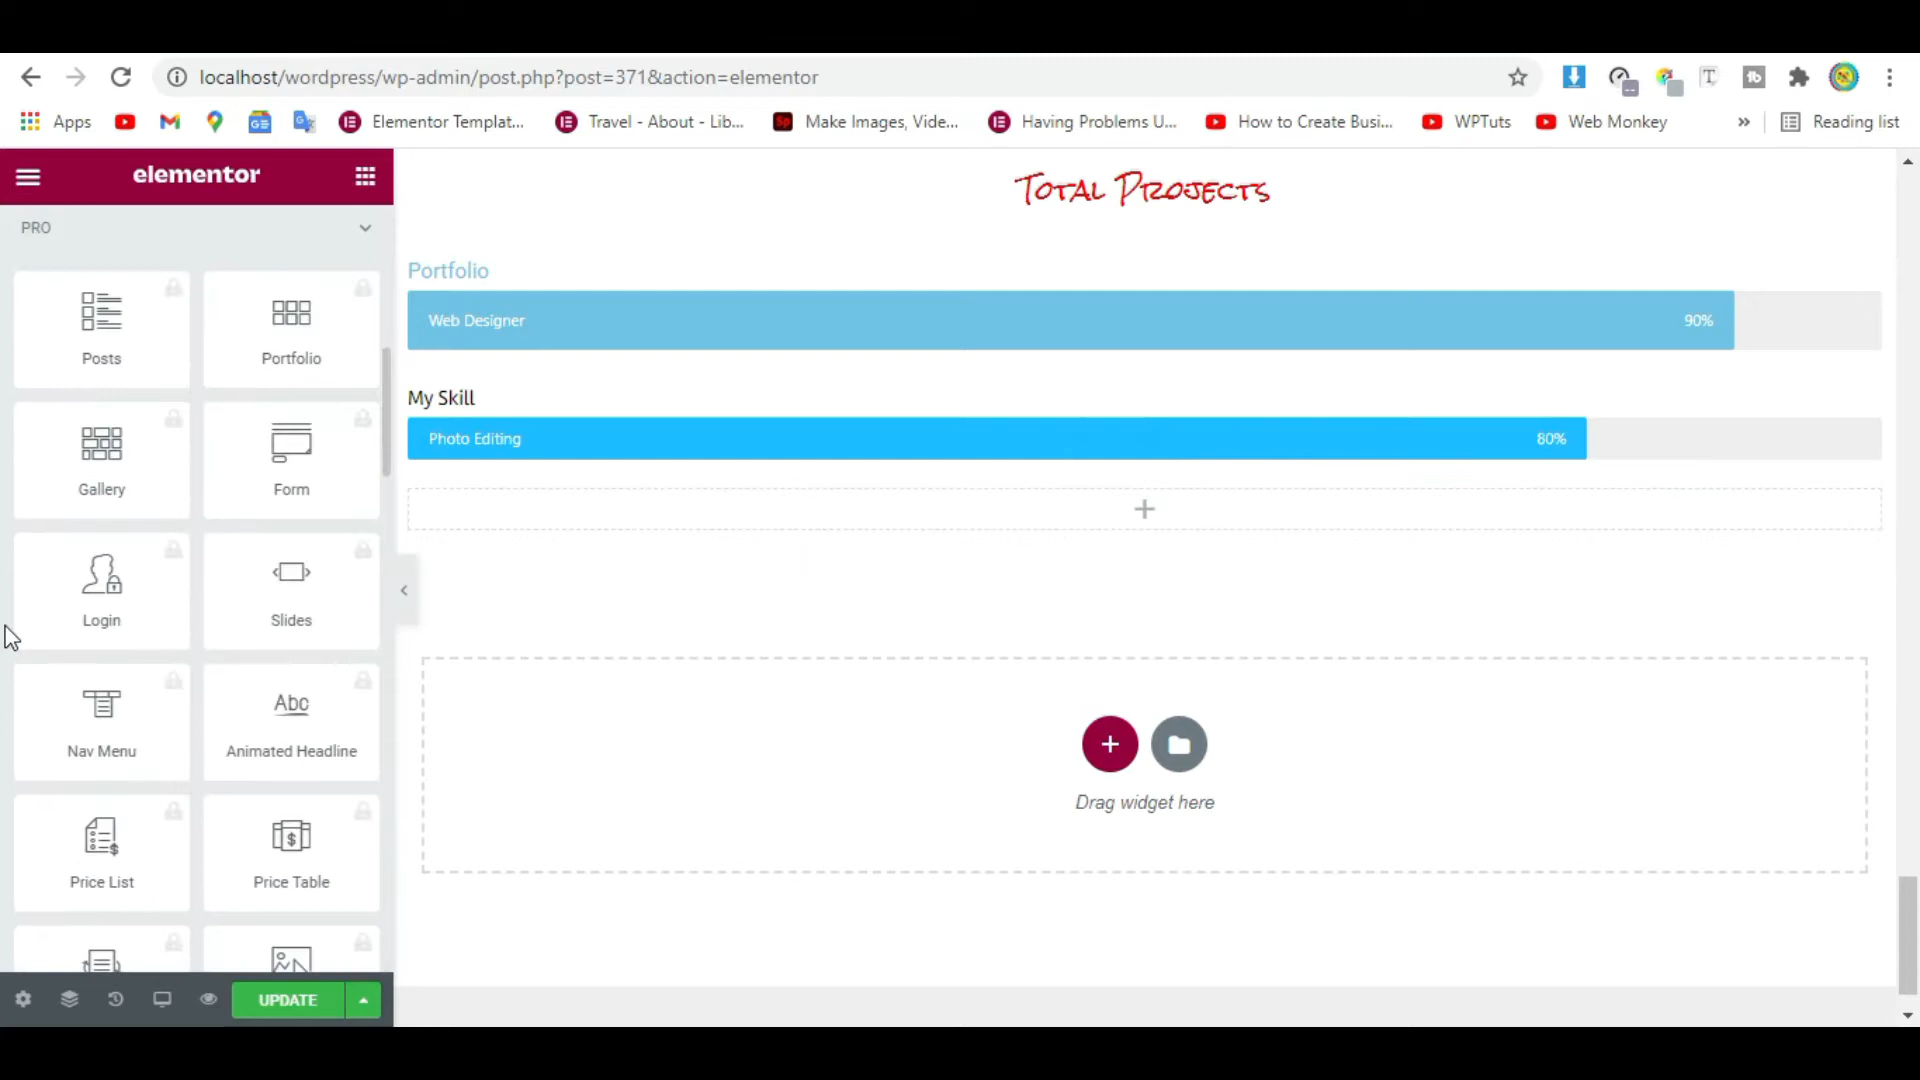 localhost/wordpress/wp-admin/post.php?post=371&action=elementor
Apps
Elementor Templat...
Travel - About - Lib...
Sp
Make Images, Vide...
Having Problems U...
How to Create Busi...
WPTuts
Web Monkey
»
Reading list
elementor
PRO
Posts
Portfolio
Gallery
Form
Login
Slides
Nav Menu
Abc
Animated Headline
Price List
Price Table
UPDATE
Total Projects
Portfolio
Web Designer 90%
My Skill
Photo Editing 80%
Drag widget here